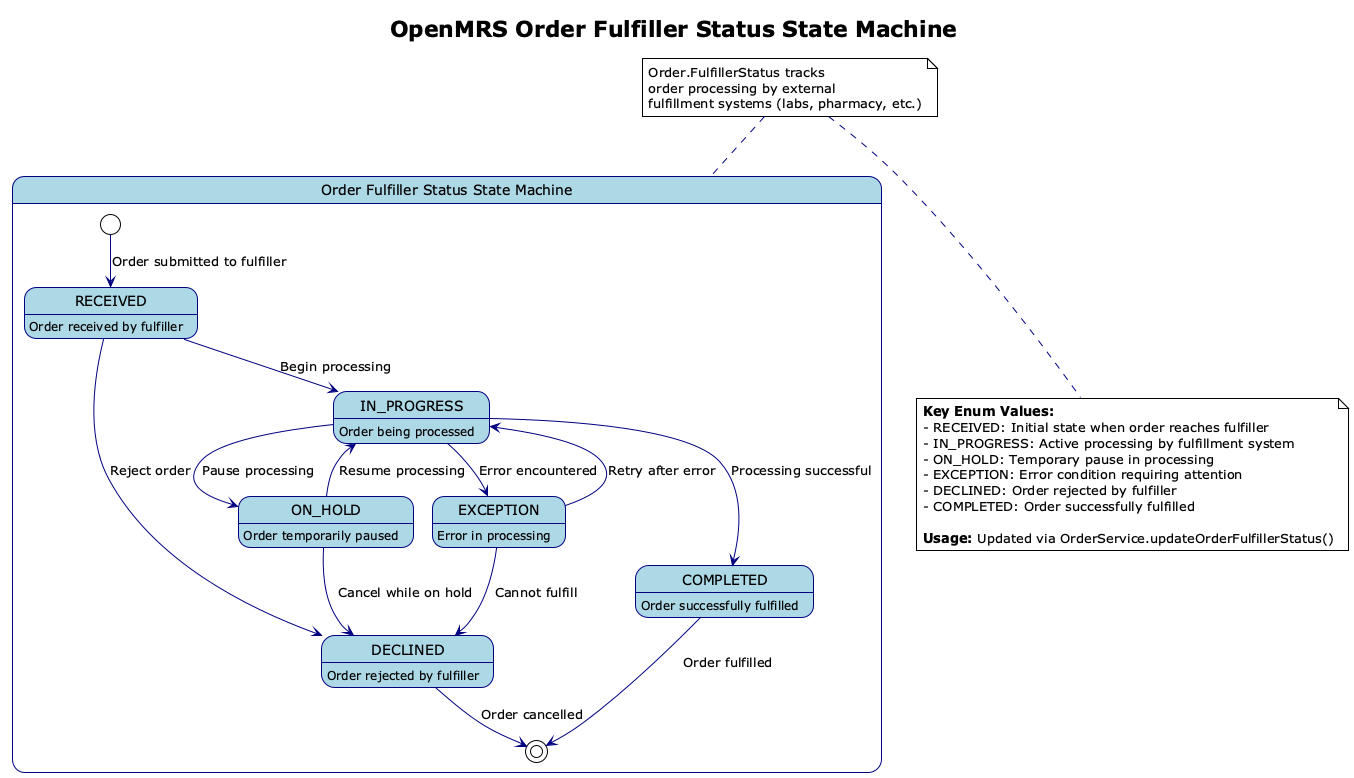 OpenMRS Order Filler Status State Machine
Order.FulfillerStatus tracks
order processing by external
fulfillment systems (labs, pharmacy, etc.)
Order Fulfiller Status State Machine
Order submitted to fulfiller
RECEIVED
Order received by fulfiller
Begin processing
IN_PROGRESS
Order being processed
Key Enum Values:
- RECEIVED: Initial state when order reaches fulfiller
- IN_PROGRESS: Active processing by fulfillment system
- ON_HOLD: Temporary pause in processing
- EXCEPTION: Error condition requiring attention
- DECLINED: Order rejected by fulfiller
- COMPLETED: Order successfully fulfilled
Usage: Updated via OrderService.updateOrderFulfillerStatus()
Reject order
Pause processing
Resume processing
Error encountered
Retry after error
Processing successful
ON_HOLD
Order temporarily paused
EXCEPTION
Error in processing
COMPLETED
Order successfully fulfilled
Cancel while on hold
Cannot fulfill
DECLINED
Order rejected by fulfiller
Order fulfilled
Order cancelled